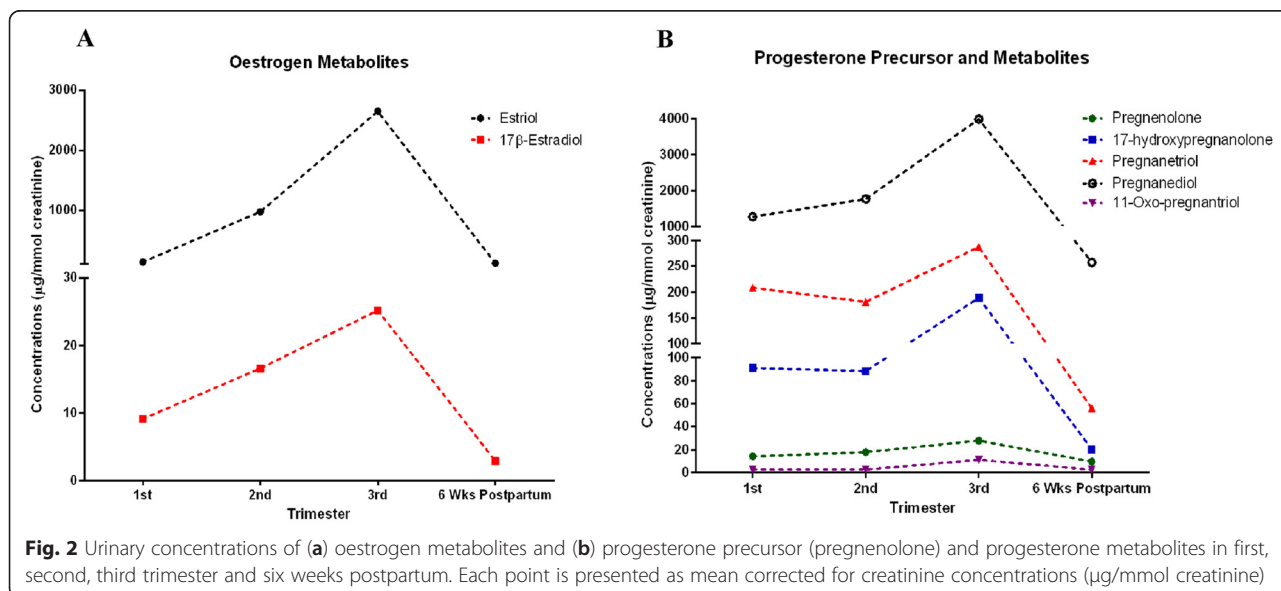 A
Oestrogen Metabolites
Concentrations (µg/mmol creatinine)
3000
2000
1000
30
20
10
0
Estriol
17β-Estradiol
1st
2nd
3rd
6 Wks Postpartum
Trimester
B
Progesterone Precursor and Metabolites
Concentrations (µg/mmol creatinine)
4000
3000
2000
1000
300
250
200
150
100
100
80
60
40
20
0
Pregnenolone
17-hydroxypregnanolone
Pregnanetriol
Pregnanediol
11-Oxo-pregnantriol
1st
2nd
3rd
6 Wks Postpartum
Trimester
Fig. 2 Urinary concentrations of (a) oestrogen metabolites and (b) progesterone precursor (pregnenolone) and progesterone metabolites in first,
second, third trimester and six weeks postpartum. Each point is presented as mean corrected for creatinine concentrations (µg/mmol creatinine)